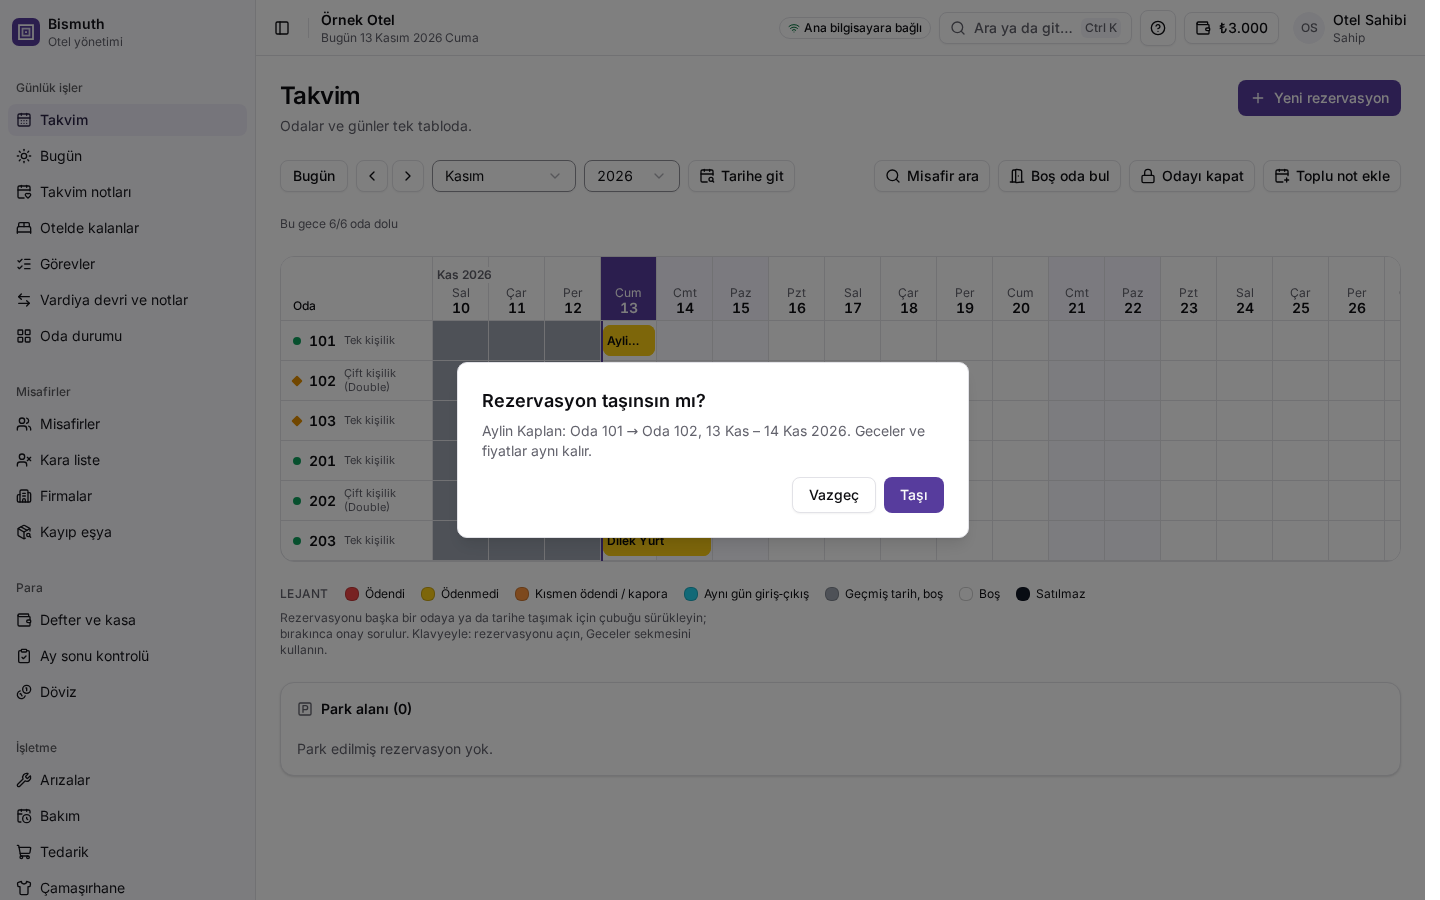 Bismuth
Otel yönetimi
Günlük işler
Takvim
Bugün
Takvim notları
Otelde kalanlar
Görevler
Vardiya devri ve notlar
Oda durumu
Misafirler
Misafirler
Kara liste
Firmalar
Kayıp eşya
Para
Defter ve kasa
Ay sonu kontrolü
Döviz
İşletme
Arızalar
Bakım
Tedarik
Çamaşırhane
Örnek Otel
Bugün 13 Kasım 2026 Cuma
Ana bilgisayara bağlı
Ara ya da git... Ctrl K
₺3.000
OS
Otel Sahibi
Sahip
Takvim
Odalar ve günler tek tabloda.
Yeni rezervasyon
Bugün
Kasım
2026
Tarihe git
Misafir ara
Boş oda bul
Odayı kapat
Toplu not ekle
Bu gece 6/6 oda dolu
Kas 2026
Oda
Sal 10
Çar 11
Per 12
Cum 13
Cmt 14
Paz 15
Pzt 16
Sal 17
Çar 18
Per 19
Cum 20
Cmt 21
Paz 22
Pzt 23
Sal 24
Çar 25
Per 26
101 Tek kişilik
Ayli...
102 Çift kişilik (Double)
103 Tek kişilik
201 Tek kişilik
202 Çift kişilik (Double)
203 Tek kişilik
Dilek Yurt
Rezervasyon taşınsın mı?
Aylin Kaplan: Oda 101 → Oda 102, 13 Kas – 14 Kas 2026. Geceler ve
fiyatlar aynı kalır.
Vazgeç
Taşı
LEJANT Ödendi Ödenmedi Kısmen ödendi / kapora Aynı gün giriş-çıkış Geçmiş tarih, boş Boş Satılmaz
Rezervasyonu başka bir odaya ya da tarihe taşımak için çubuğu sürükleyin;
bırakınca onay sorulur. Klavyeyle: rezervasyonu açın, Geceler sekmesini
kullanın.
Park alanı (0)
Park edilmiş rezervasyon yok.